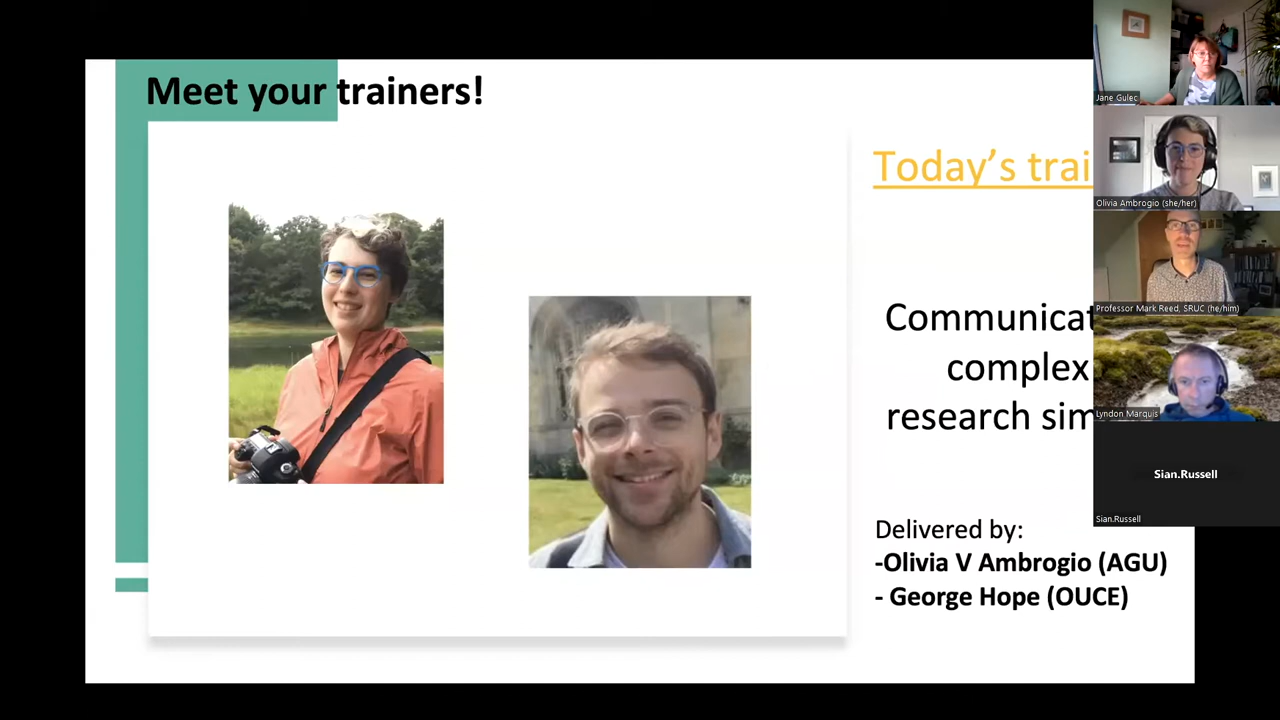 Meet your trainers!
Today's trai
Communicat
complex
research sim
Delivered by:
-Olivia V Ambrogio (AGU)
- George Hope (OUCE)
Jane Gulec
Olivia Ambrogio (she/her)
Professor Mark Reed, SRUC (he/him)
Lyndon Marquis
Sian.Russell
Sian.Russell